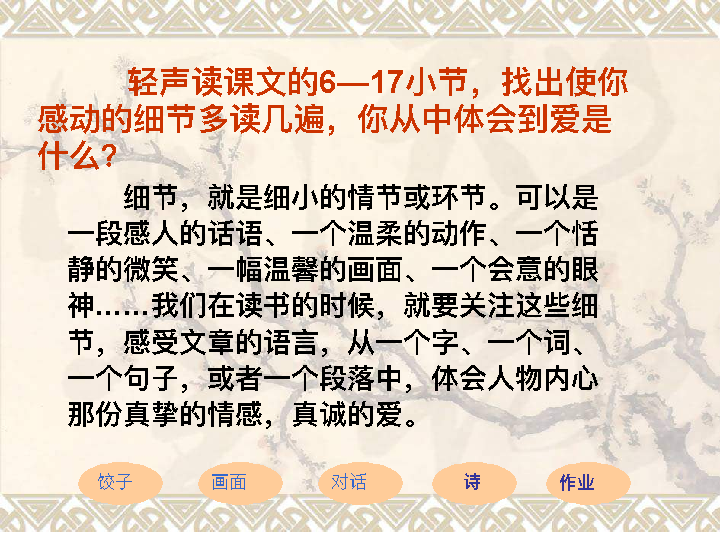 轻声读课文的6—17小节，找出使你
感动的细节多读几遍，你从中体会到爱是
什么？
细节，就是细小的情节或环节。可以是
一段感人的话语、一个温柔的动作、一个恬
静的微笑、一幅温馨的画面、一个会意的眼
神……我们在读书的时候，就要关注这些细
节，感受文章的语言，从一个字、一个词、
一个句子，或者一个段落中，体会人物内心
那份真挚的情感，真诚的爱。
饺子 画面 对话 诗 作业